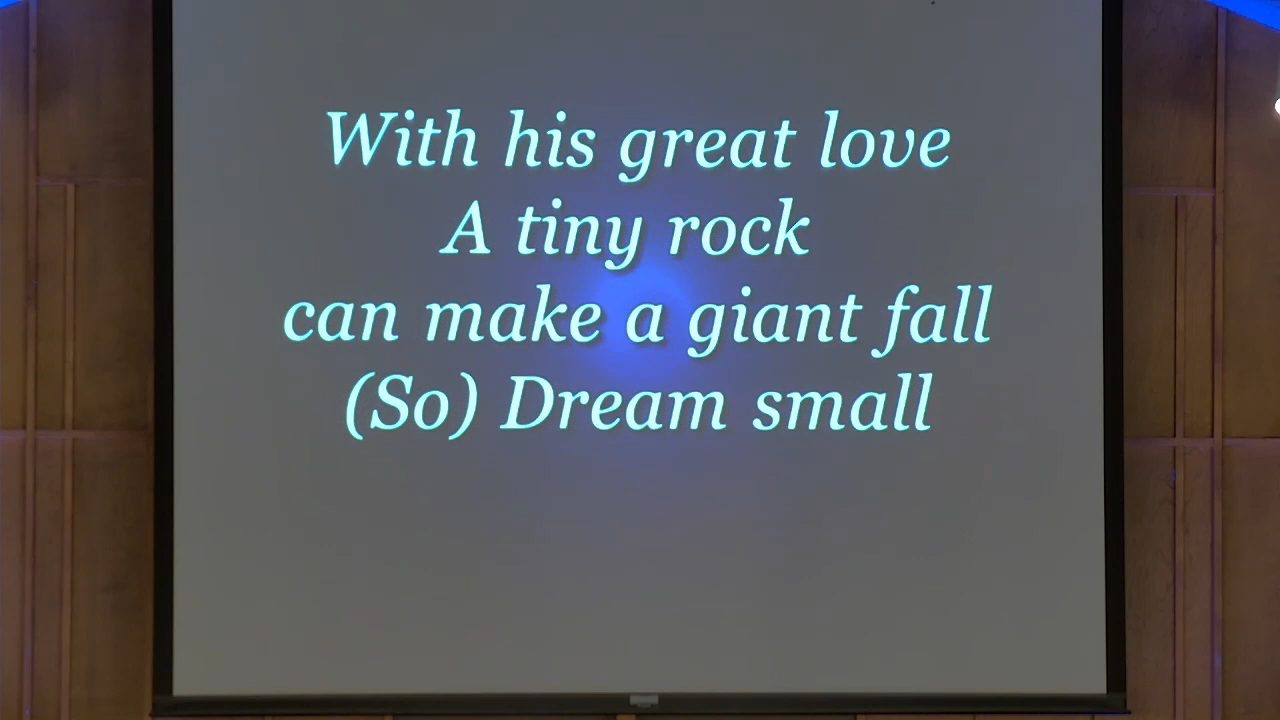 With his great love
A tiny rock
can make a giant fall
(So) Dream small